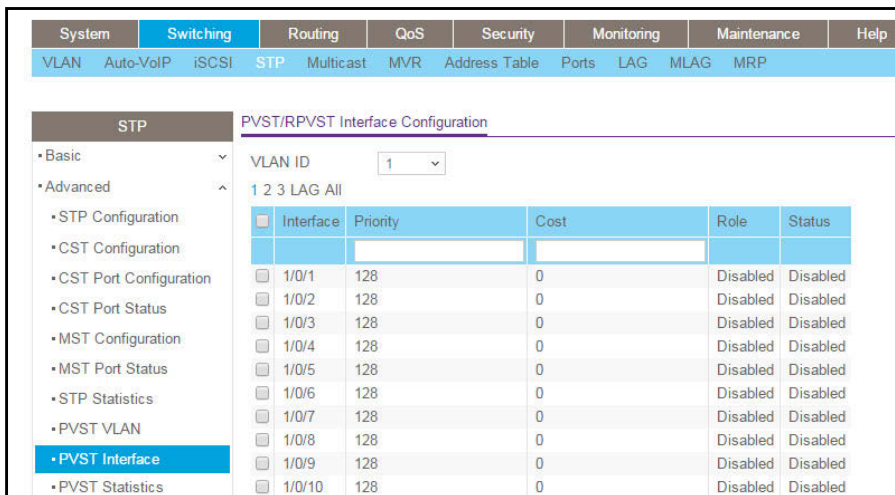 System Switching Routing QoS Security Monitoring Maintenance Help
VLAN Auto-VoIP iSCSI STP Multicast MVR Address Table Ports LAG MLAG MRP
STP
Basic
Advanced
STP Configuration
CST Configuration
CST Port Configuration
CST Port Status
MST Configuration
MST Port Status
STP Statistics
PVST VLAN
PVST Interface
PVST Statistics
PVST/RPVST Interface Configuration
VLAN ID 1
1 2 3 LAG All
Interface Priority Cost Role Status
1/0/1 128 0 Disabled Disabled
1/0/2 128 0 Disabled Disabled
1/0/3 128 0 Disabled Disabled
1/0/4 128 0 Disabled Disabled
1/0/5 128 0 Disabled Disabled
1/0/6 128 0 Disabled Disabled
1/0/7 128 0 Disabled Disabled
1/0/8 128 0 Disabled Disabled
1/0/9 128 0 Disabled Disabled
1/0/10 128 0 Disabled Disabled